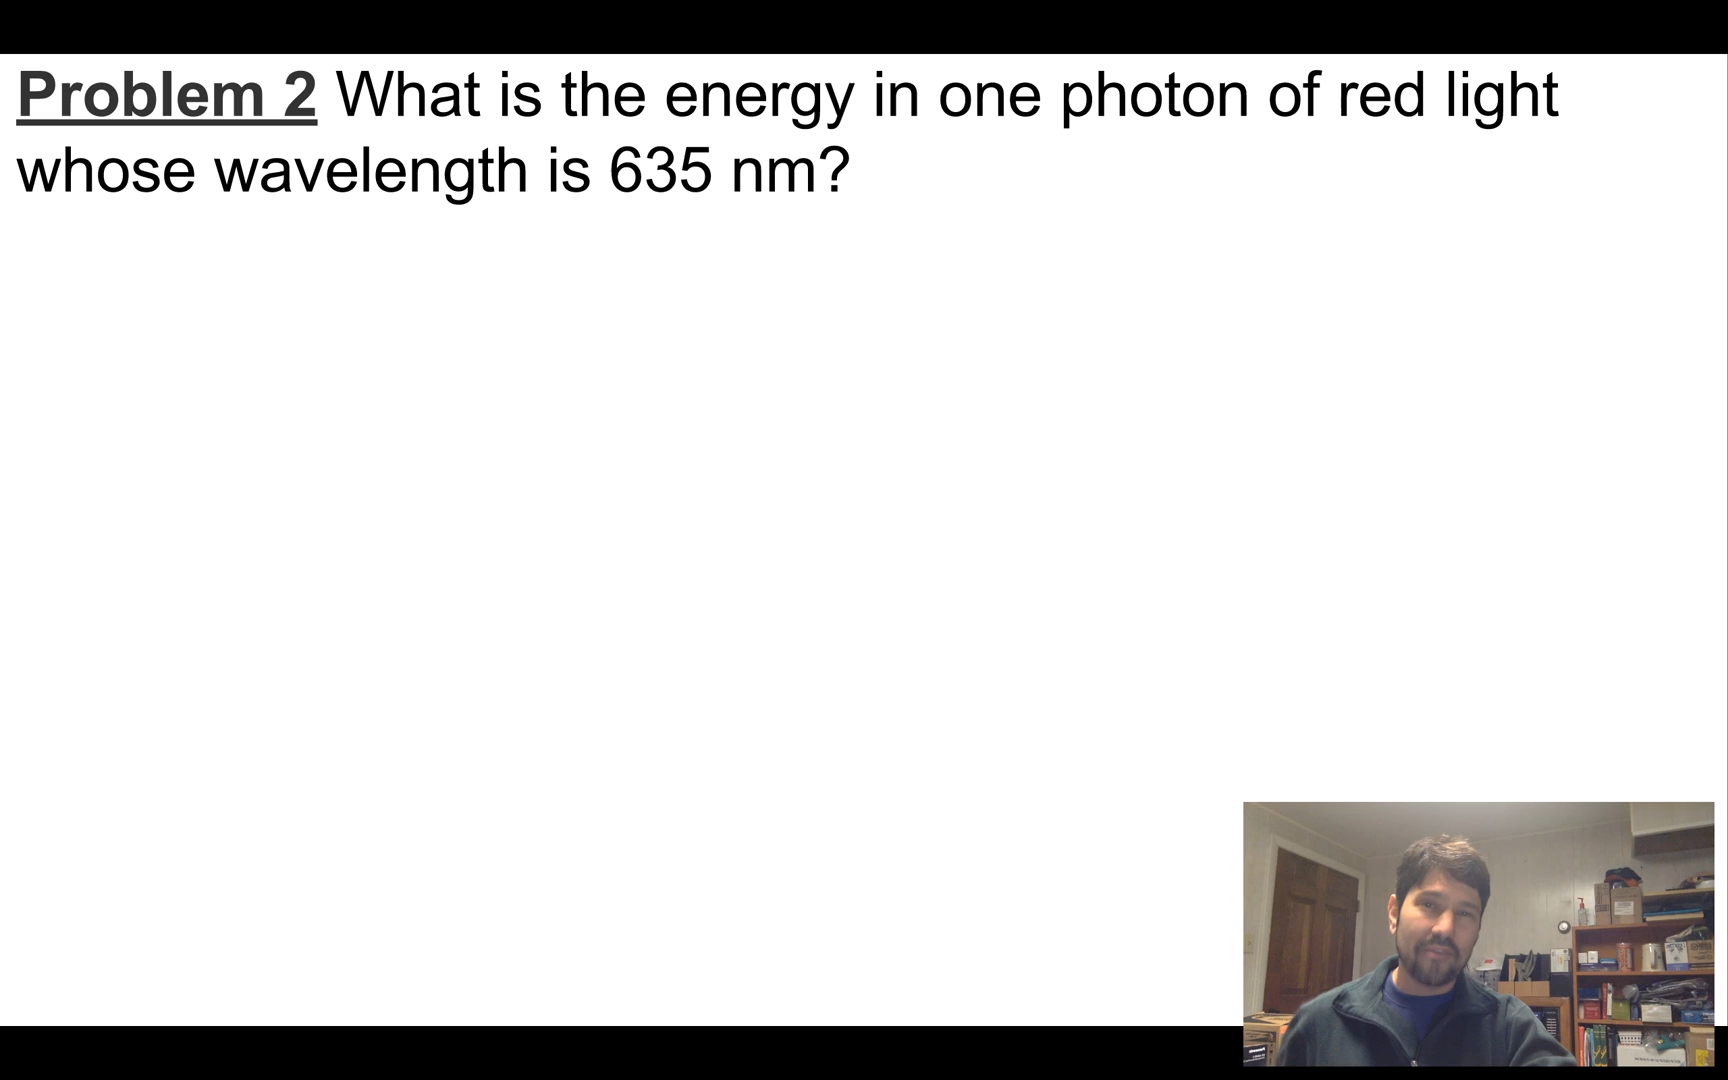 Problem 2 What is the energy in one photon of red light
whose wavelength is 635 nm?